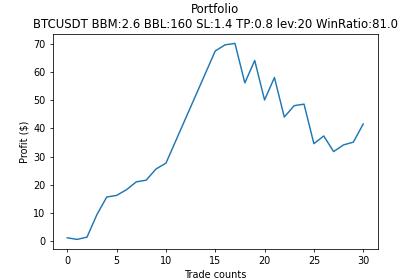 Portfolio
BTCUSDT BBM:2.6 BBL:160 SL:1.4 TP:0.8 lev:20 WinRatio:81.0
70
60
50
40
30
20
10
0
Profit ($)
0 5 10 15 20 25 30
Trade counts